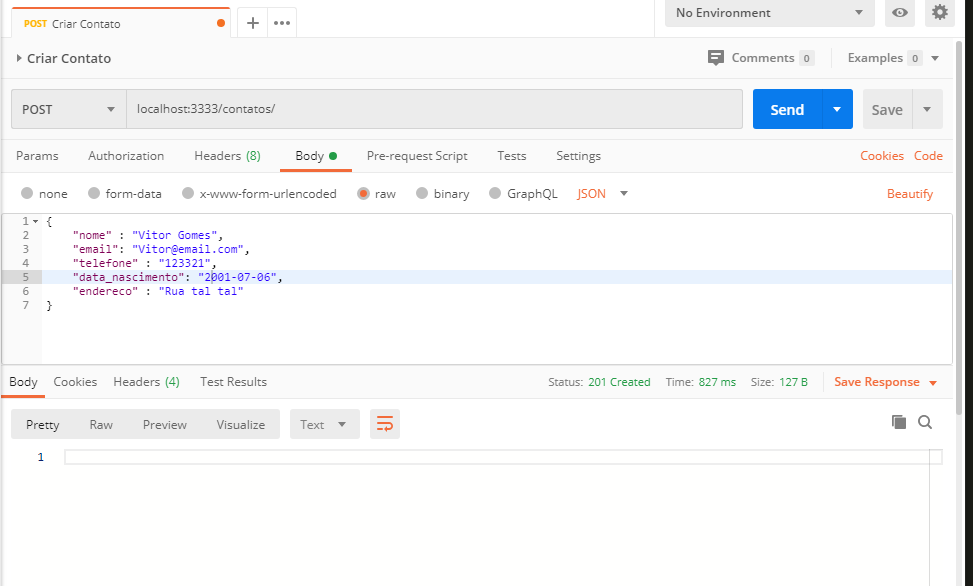 POST Criar Contato
No Environment
Criar Contato
Comments 0
Examples 0
POST
localhost:3333/contatos/
Send
Save
Params
Authorization
Headers (8)
Body
Pre-request Script
Tests
Settings
Cookies
Code
none
form-data
x-www-form-urlencoded
raw
binary
GraphQL
JSON
Beautify
1 {
2 "nome" : "Vitor Gomes",
3 "email": "Vitor@email.com",
4 "telefone" : "123321",
5 "data_nascimento": "2001-07-06",
6 "endereco" : "Rua tal tal"
7 }
Body
Cookies
Headers (4)
Test Results
Status: 201 Created
Time: 827 ms
Size: 127 B
Save Response
Pretty
Raw
Preview
Visualize
Text
1